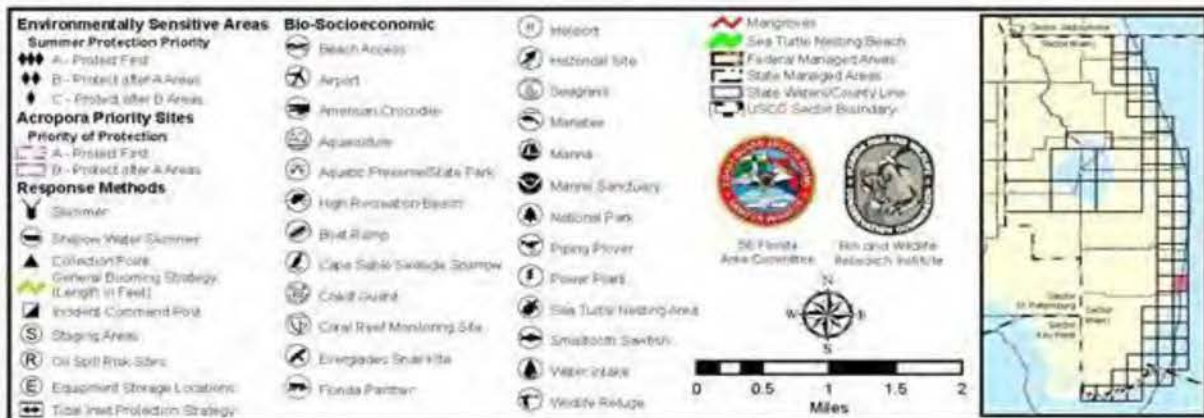 Environmentally Sensitive Areas
Summer Protection Priority
A - Protect First
B - Protect after A Areas
C - Protect after B Areas
Acropora Priority Sites
Priority of Protection
A - Protect First
B - Protect after A Areas
Response Methods
Skimmer
Shallow Water Skimmer
Collection Point
General Booming Strategy
(Length in Feet)
Incident Command Post
S Staging Areas
R Oil Spill Risk Sites
E Equipment Storage Locations
Tidal Inlet Protection Strategy
Bio-Socioeconomic
Beach Access
Airport
American Crocodile
Aquaculture
Aquatic Preserve/State Park
High Recreation Beach
Boat Ramp
Cape Sable Seaside Sparrow
Coast Guard
Coral Reef Monitoring Site
Everglades Snail Kite
Florida Panther
H Heliport
Historical Site
Seagrass
Manatee
Marina
Marine Sanctuary
National Park
Piping Plover
Power Plant
Sea Turtle Nesting Area
Smalltooth Sawfish
Water Intake
Wildlife Refuge
Mangroves
Sea Turtle Nesting Beach
Federal Managed Areas
State Managed Areas
State Waters/County Line
USCG Sector Boundary
SE Florida
Area Committee
Fish and Wildlife
Research Institute
N
W
E
S
0 0.5 1 1.5 2
Miles
Sector Jacksonville
Sector Miami
Sector
St. Petersburg
Sector
Miami
Sector
Key West